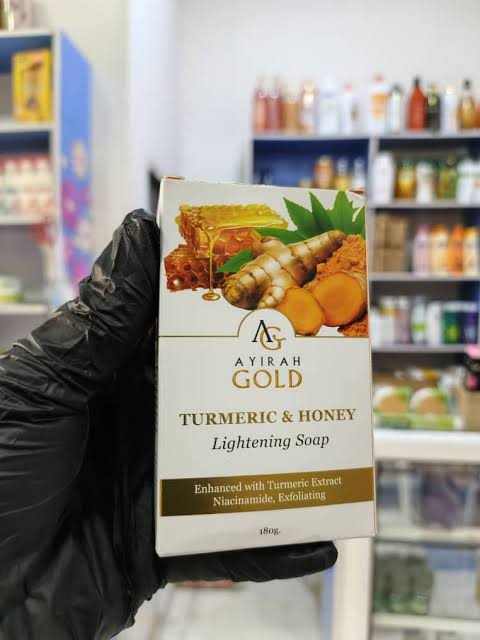 AG
AYIRAH
GOLD
TURMERIC & HONEY
Lightening Soap
Enhanced with Turmeric Extract
Niacinamide, Exfoliating
180g.